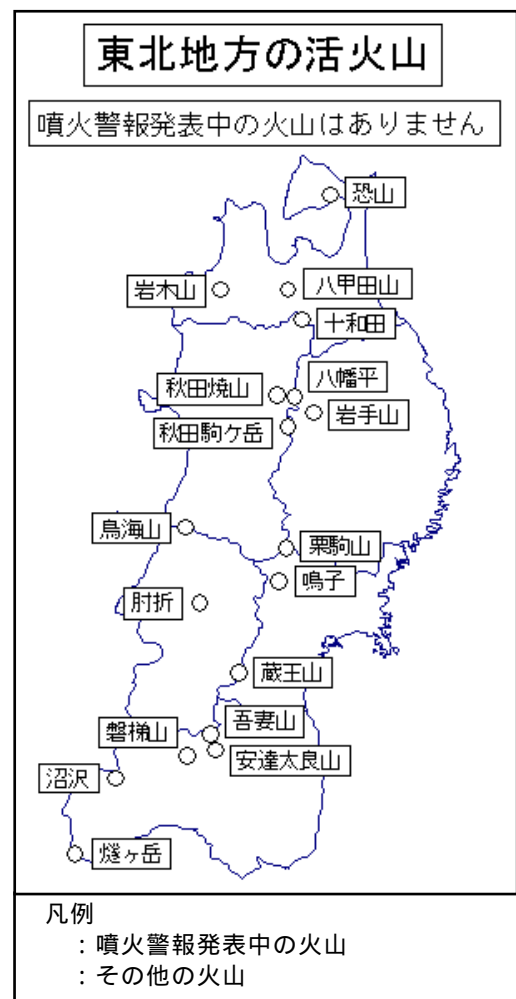 東北地方の活火山
噴火警報発表中の火山はありません
恐山
岩木山
八甲田山
十和田
八幡平
秋田焼山
岩手山
秋田駒ケ岳
鳥海山
栗駒山
鳴子
肘折
蔵王山
吾妻山
磐梯山
安達太良山
沼沢
燧ヶ岳
凡例
：噴火警報発表中の火山
：その他の火山